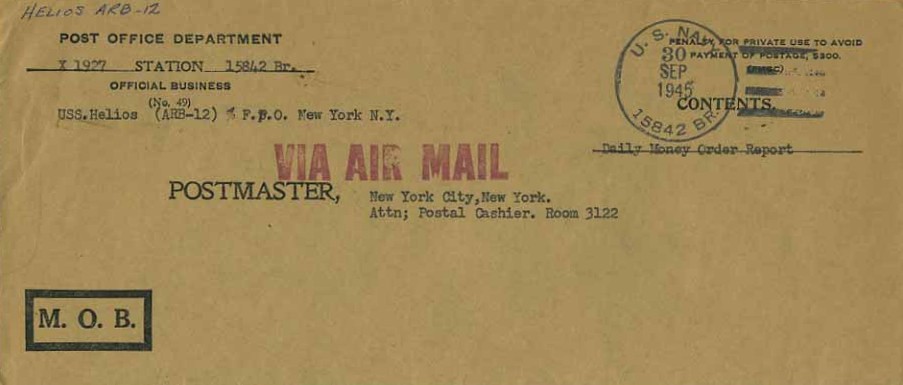 HELIOS ARB-12
POST OFFICE DEPARTMENT
X 1927 STATION 15842 Br.
OFFICIAL BUSINESS
(No. 49)
USS.Helios (ARB-12) % F.P.O. New York N.Y.
PENALTY FOR PRIVATE USE TO AVOID
PAYMENT OF POSTAGE, $300.
U. S. NAVY
30
SEP
1945
15842 BR.
CONTENTS.
Daily Money Order Report
VIA AIR MAIL
POSTMASTER, New York City,New York.
Attn; Postal Cashier. Room 3122
M. O. B.